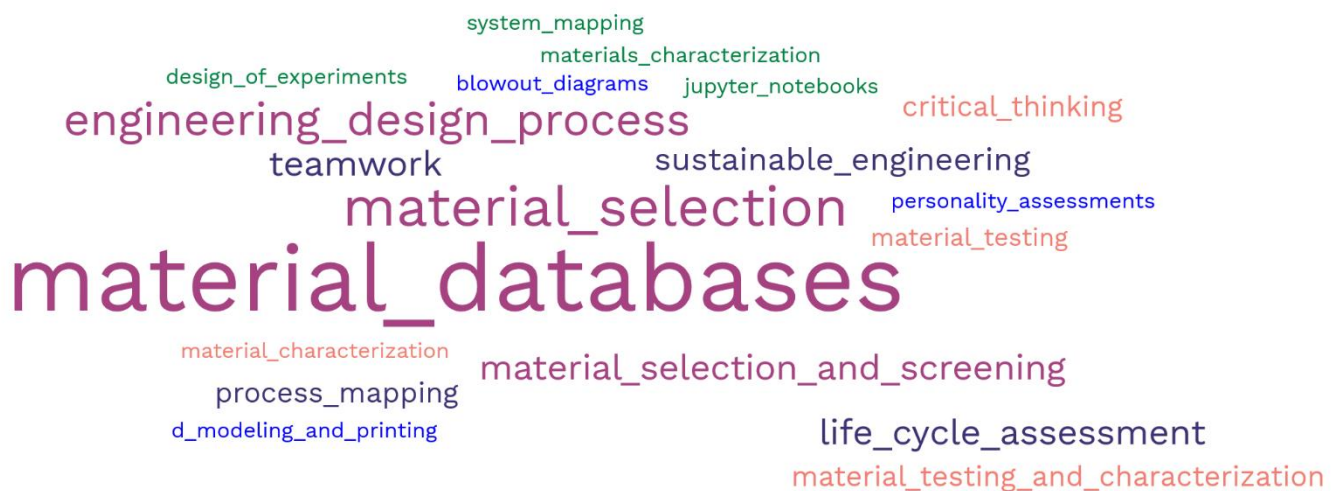 system_mapping
materials_characterization
design_of_experiments
blowout_diagrams
jupyter_notebooks
engineering_design_process
critical_thinking
teamwork
sustainable_engineering
material_selection
personality_assessments
material_testing
material_databases
material_characterization
material_selection_and_screening
process_mapping
d_modeling_and_printing
life_cycle_assessment
material_testing_and_characterization